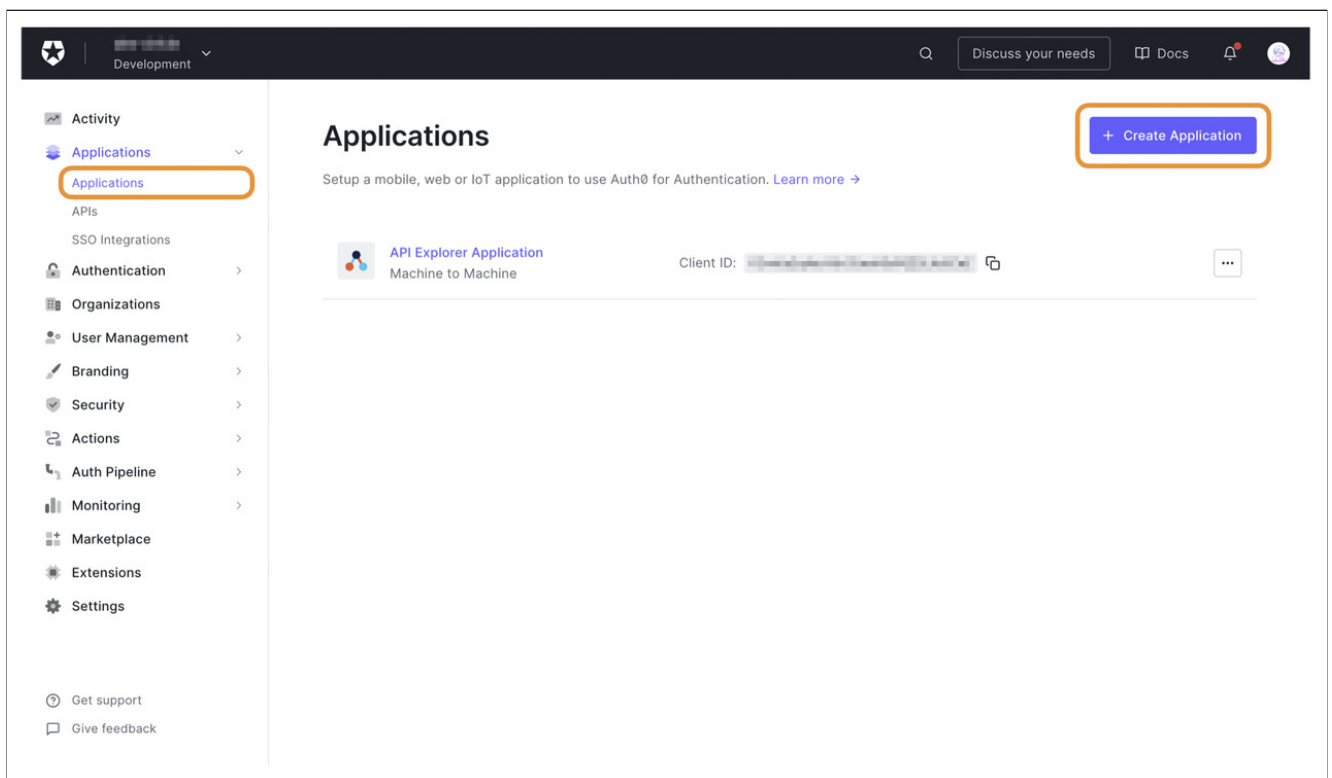 Development
Discuss your needs
Docs
Activity
Applications
Applications
APIs
SSO Integrations
Authentication
Organizations
User Management
Branding
Security
Actions
Auth Pipeline
Monitoring
Marketplace
Extensions
Settings
Get support
Give feedback
Applications
+ Create Application
Setup a mobile, web or IoT application to use Auth0 for Authentication. Learn more →
API Explorer Application
Machine to Machine
Client ID: